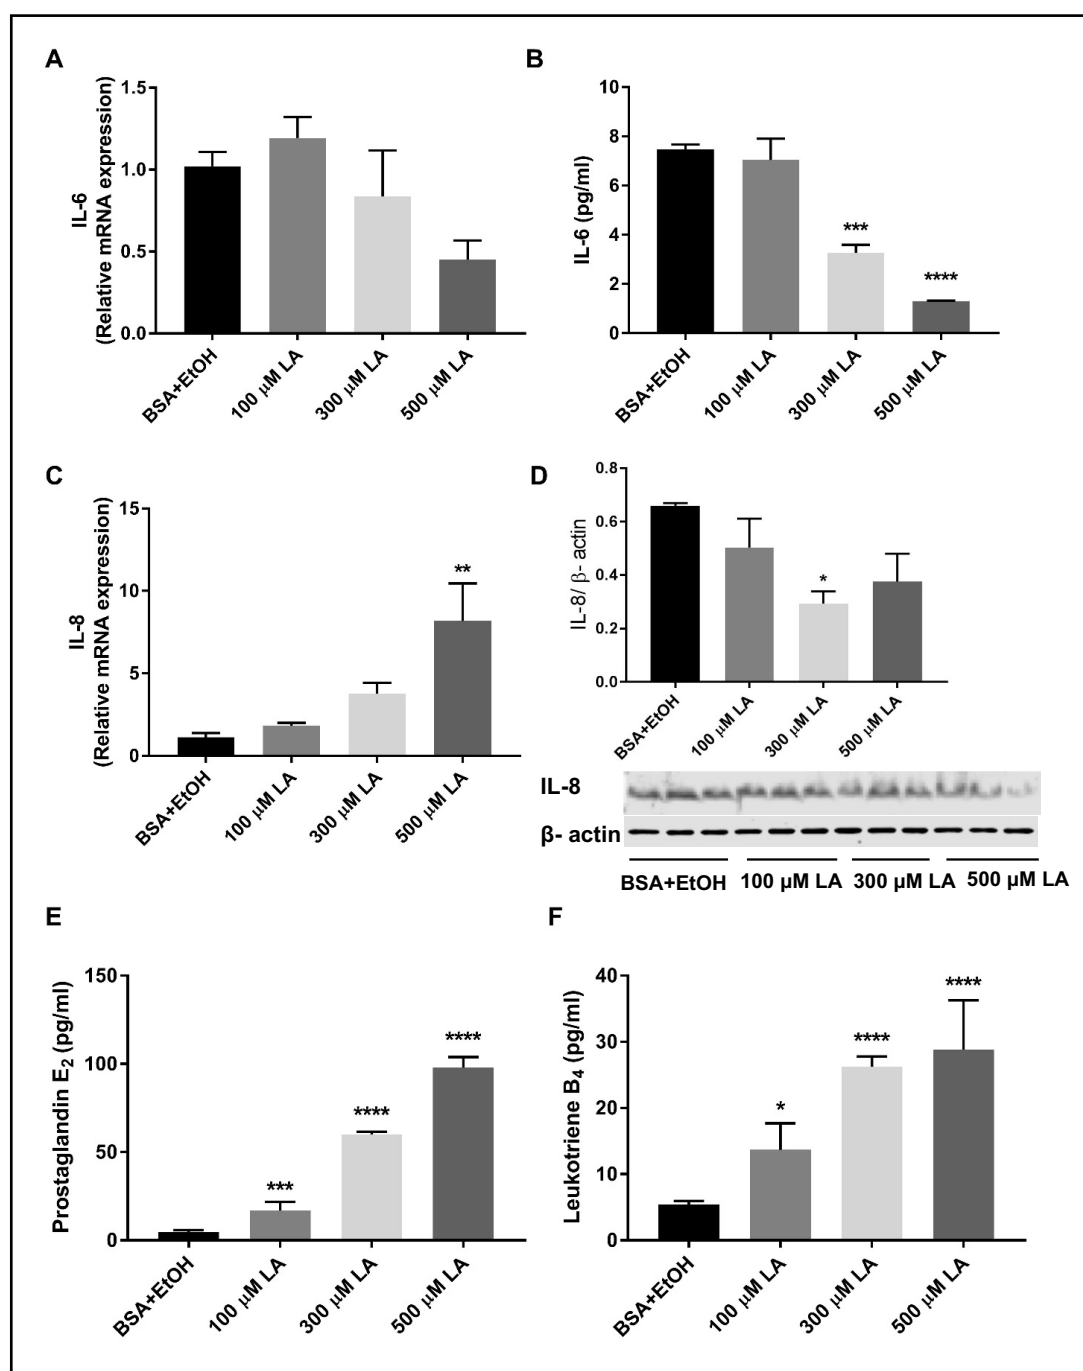 A
IL-6
(Relative mRNA expression)
1.5
1.0
0.5
0.0
BSA+EtOH
100 μM LA
300 μM LA
500 μM LA
B
IL-6 (pg/ml)
10
8
6
4
2
0
***
****
BSA+EtOH
100 μM LA
300 μM LA
500 μM LA
C
IL-8
(Relative mRNA expression)
15
10
5
0
**
BSA+EtOH
100 μM LA
300 μM LA
500 μM LA
D
IL-8/ β- actin
0.8
0.6
0.4
0.2
0.0
*
BSA+EtOH
100 μM LA
300 μM LA
500 μM LA
IL-8
β- actin
BSA+EtOH 100 μM LA 300 μM LA 500 μM LA
E
Prostaglandin E₂ (pg/ml)
150
100
50
0
***
****
****
BSA+EtOH
100 μM LA
300 μM LA
500 μM LA
F
Leukotriene B₄ (pg/ml)
40
30
20
10
0
*
****
****
BSA+EtOH
100 μM LA
300 μM LA
500 μM LA